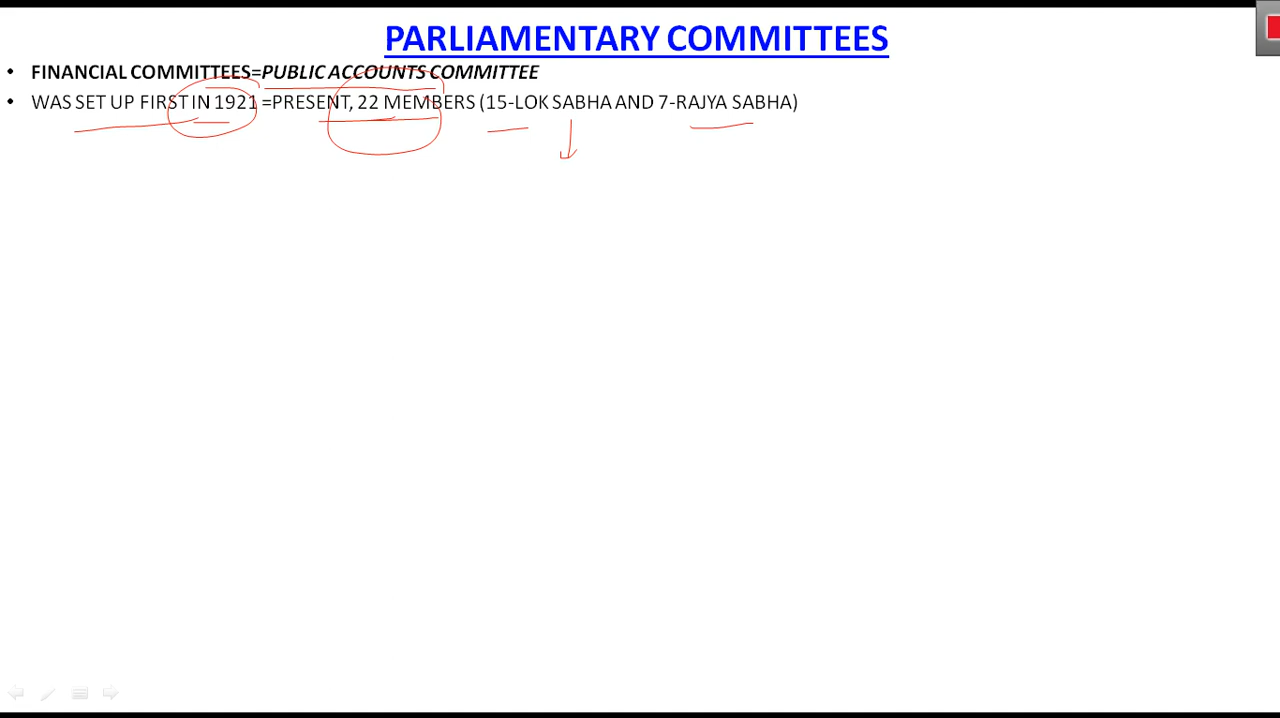 PARLIAMENTARY COMMITTEES
• FINANCIAL COMMITTEES=PUBLIC ACCOUNTS COMMITTEE
• WAS SET UP FIRST IN 1921 =PRESENT, 22 MEMBERS (15-LOK SABHA AND 7-RAJYA SABHA)